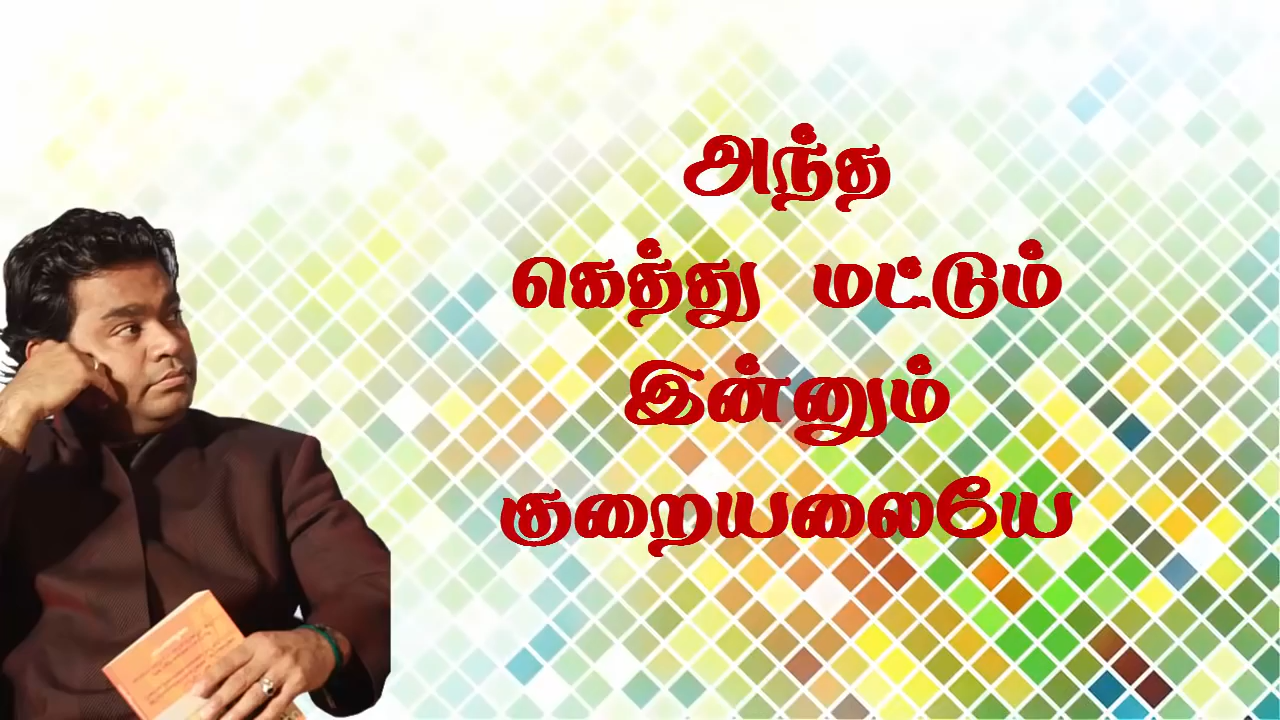 அந்த
கெத்து மட்டும்
இன்னும்
குறையலையே